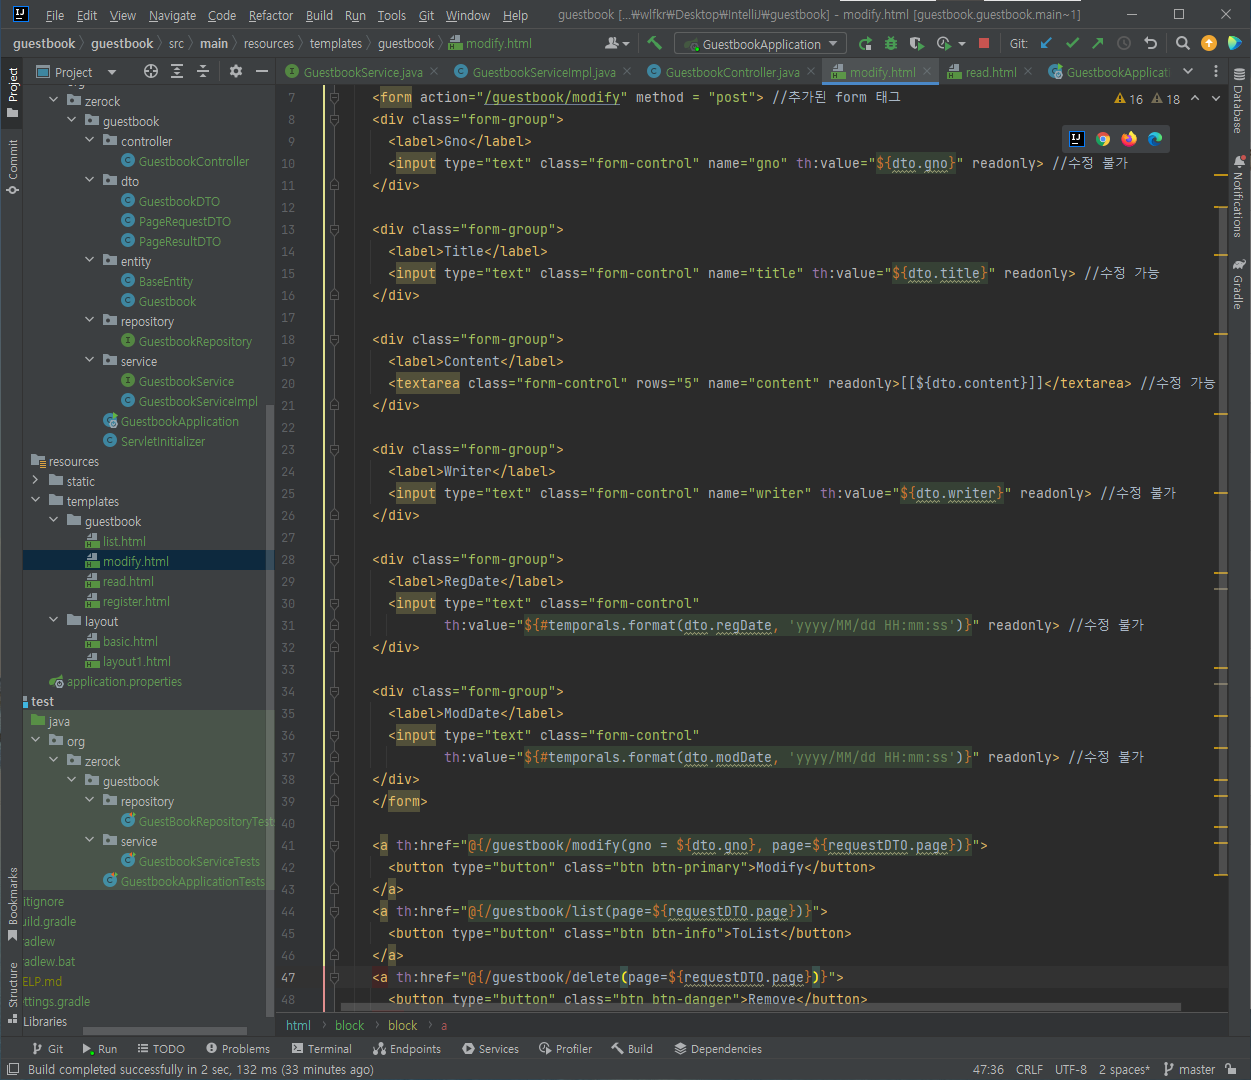 File Edit View Navigate Code Refactor Build Run Tools Git Window Help guestbook [...₩wlfkr₩Desktop₩IntelliJ₩guestbook] - modify.html [guestbook.guestbook.main~1]
guestbook guestbook src main resources templates guestbook modify.html GuestbookApplication Git:
Project GuestbookService.java GuestbookServiceImpl.java GuestbookController.java modify.html read.html GuestbookApplicati
Project
Commit
Bookmarks
Structure
org
zerock
guestbook
controller
GuestbookController
dto
GuestbookDTO
PageRequestDTO
PageResultDTO
entity
BaseEntity
Guestbook
repository
GuestbookRepository
service
GuestbookService
GuestbookServiceImpl
GuestbookApplication
ServletInitializer
resources
static
templates
guestbook
list.html
modify.html
read.html
register.html
layout
basic.html
layout1.html
application.properties
test
java
org
zerock
guestbook
repository
GuestBookRepositoryTests
service
GuestbookServiceTests
GuestbookApplicationTests
itignore
uild.gradle
radlew
radlew.bat
ELP.md
ettings.gradle
Libraries
16 18
7 <form action="/guestbook/modify" method = "post"> //추가된 form 태그
8 <div class="form-group">
9 <label>Gno</label>
10 <input type="text" class="form-control" name="gno" th:value="${dto.gno}" readonly> //수정 불가
11 </div>
12
13 <div class="form-group">
14 <label>Title</label>
15 <input type="text" class="form-control" name="title" th:value="${dto.title}" readonly> //수정 가능
16 </div>
17
18 <div class="form-group">
19 <label>Content</label>
20 <textarea class="form-control" rows="5" name="content" readonly>[[${dto.content}]]</textarea> //수정 가능
21 </div>
22
23 <div class="form-group">
24 <label>Writer</label>
25 <input type="text" class="form-control" name="writer" th:value="${dto.writer}" readonly> //수정 불가
26 </div>
27
28 <div class="form-group">
29 <label>RegDate</label>
30 <input type="text" class="form-control"
31 th:value="${#temporals.format(dto.regDate, 'yyyy/MM/dd HH:mm:ss')}" readonly> //수정 불가
32 </div>
33
34 <div class="form-group">
35 <label>ModDate</label>
36 <input type="text" class="form-control"
37 th:value="${#temporals.format(dto.modDate, 'yyyy/MM/dd HH:mm:ss')}" readonly> //수정 불가
38 </div>
39 </form>
40
41 <a th:href="@{/guestbook/modify(gno = ${dto.gno}, page=${requestDTO.page})}">
42 <button type="button" class="btn btn-primary">Modify</button>
43 </a>
44 <a th:href="@{/guestbook/list(page=${requestDTO.page})}">
45 <button type="button" class="btn btn-info">ToList</button>
46 </a>
47 <a th:href="@{/guestbook/delete(page=${requestDTO.page})}">
48 <button type="button" class="btn btn-danger">Remove</button>
html block block a
Database
Notifications
Gradle
Git Run TODO Problems Terminal Endpoints Services Profiler Build Dependencies
Build completed successfully in 2 sec, 132 ms (33 minutes ago) 47:36 CRLF UTF-8 2 spaces* master